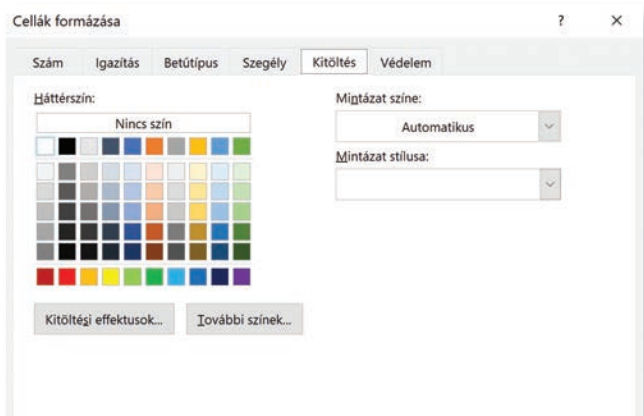 Cellák formázása ? ×
Szám Igazítás Betűtípus Szegély Kitöltés Védelem
Háttérszín:
Nincs szín
Mintázat színe:
Automatikus
Mintázat stílusa:
Kitöltési effektusok...
További színek...